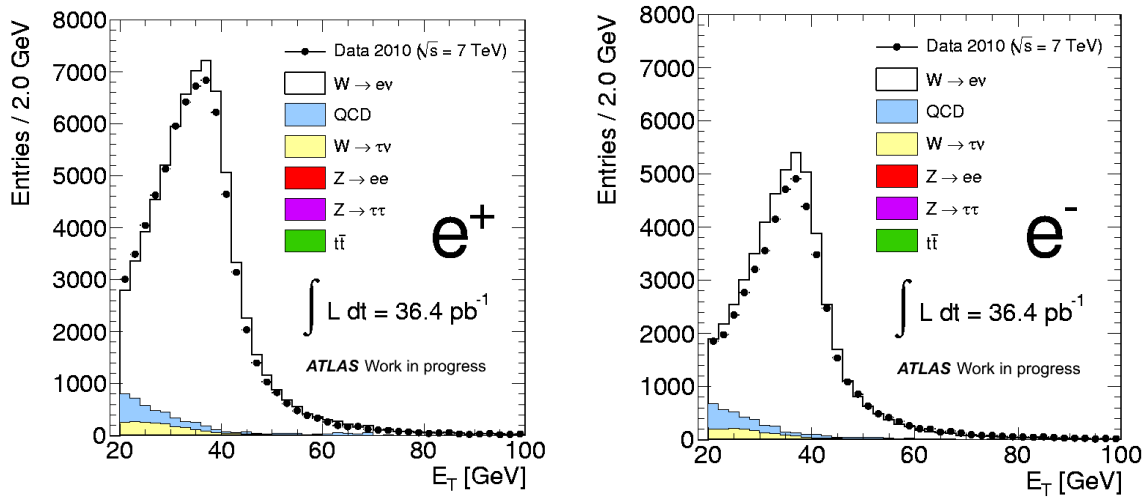 Entries / 2.0 GeV
8000
7000
6000
5000
4000
3000
2000
1000
0
20 40 60 80 100
E_T [GeV]
Data 2010 (√s = 7 TeV)
W → eν
QCD
W → τν
Z → ee
Z → ττ
tt̄
e⁺
∫ L dt = 36.4 pb⁻¹
ATLAS Work in progress
Entries / 2.0 GeV
8000
7000
6000
5000
4000
3000
2000
1000
0
20 40 60 80 100
E_T [GeV]
Data 2010 (√s = 7 TeV)
W → eν
QCD
W → τν
Z → ee
Z → ττ
tt̄
e⁻
∫ L dt = 36.4 pb⁻¹
ATLAS Work in progress